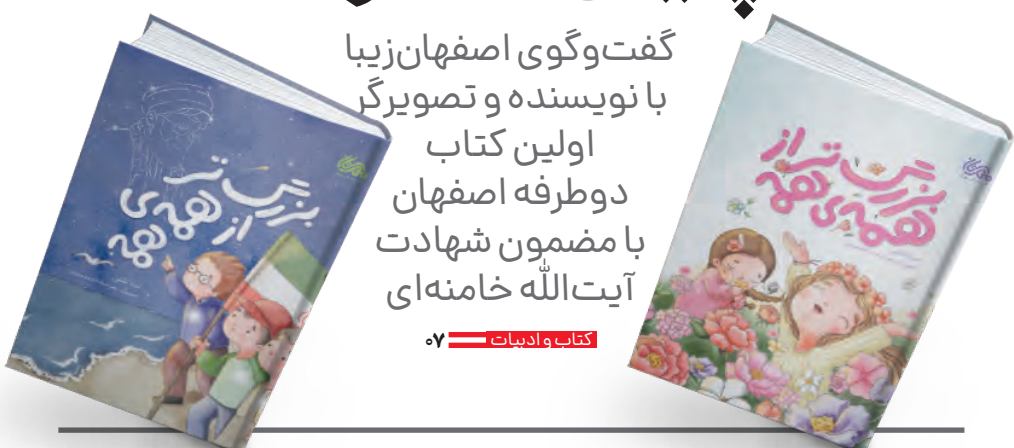 گفت‌وگوی اصفهان‌زیبا
با نویسنده و تصویرگر
اولین کتاب
دوطرفه اصفهان
با مضمون شهادت
آیت‌الله خامنه‌ای
کتاب و ادبیات ۰۷
بزرگ‌تر
از همه‌ی
همه
بزرگ‌تر از
همه‌ی همه